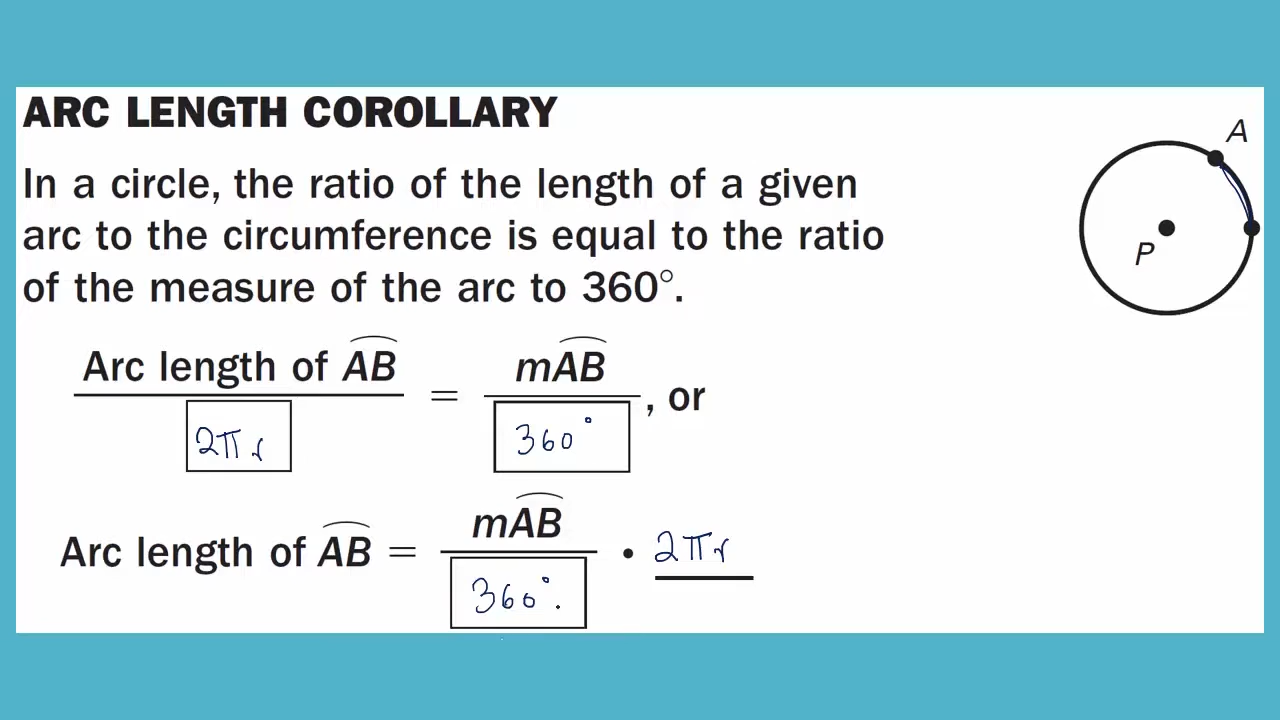 ARC LENGTH COROLLARY
In a circle, the ratio of the length of a given
arc to the circumference is equal to the ratio
of the measure of the arc to 360°.
A
P
Arc length of AB = mAB , or
2πr 360°
Arc length of AB = mAB • 2πr
360°.